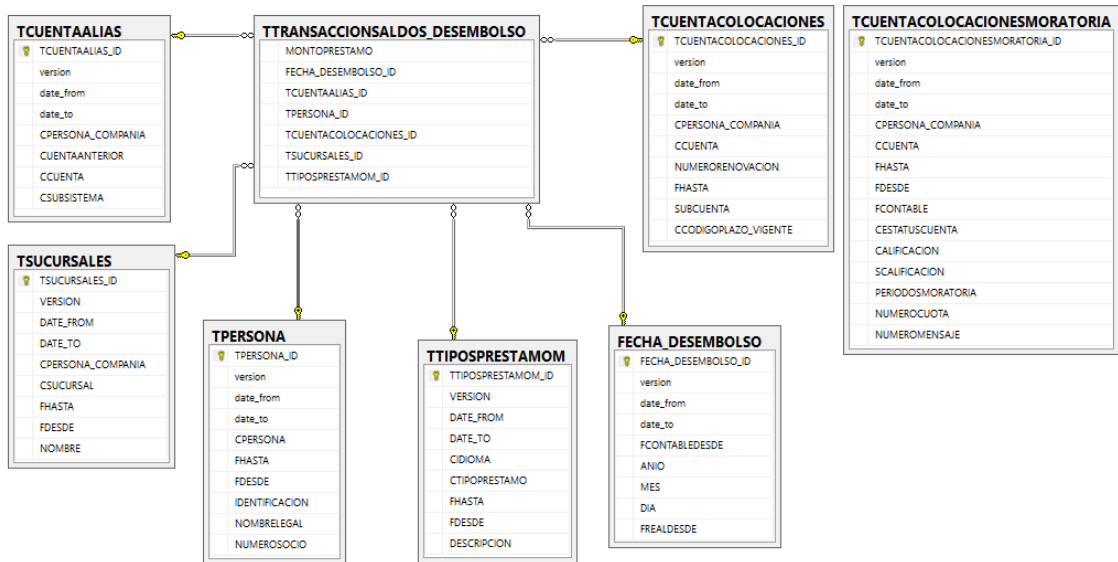 TCUENTAALIAS
TCUENTAALIAS_ID
version
date_from
date_to
CPERSONA_COMPANIA
CUENTAANTERIOR
CCUENTA
CSUBSISTEMA
TTRANSACCIONSALDOS_DESEMBOLSO
MONTOPRESTAMO
FECHA_DESEMBOLSO_ID
TCUENTAALIAS_ID
TPERSONA_ID
TCUENTACOLOCACIONES_ID
TSUCURSALES_ID
TTIPOSPRESTAMOM_ID
TCUENTACOLOCACIONES
TCUENTACOLOCACIONES_ID
version
date_from
date_to
CPERSONA_COMPANIA
CCUENTA
NUMERORENOVACION
FHASTA
SUBCUENTA
CCODIGOPLAZO_VIGENTE
TCUENTACOLOCACIONESMORATORIA
TCUENTACOLOCACIONESMORATORIA_ID
version
date_from
date_to
CPERSONA_COMPANIA
CCUENTA
FHASTA
FDESDE
FCONTABLE
CESTATUSCUENTA
CALIFICACION
SCALIFICACION
PERIODOSMORATORIA
NUMEROCUOTA
NUMEROMENSAJE
TSUCURSALES
TSUCURSALES_ID
VERSION
DATE_FROM
DATE_TO
CPERSONA_COMPANIA
CSUCURSAL
FHASTA
FDESDE
NOMBRE
TPERSONA
TPERSONA_ID
version
date_from
date_to
CPERSONA
FHASTA
FDESDE
IDENTIFICACION
NOMBRELEGAL
NUMEROSOCIO
TTIPOSPRESTAMOM
TTIPOSPRESTAMOM_ID
VERSION
DATE_FROM
DATE_TO
CIDIOMA
CTIPOPRESTAMO
FHASTA
FDESDE
DESCRIPCION
FECHA_DESEMBOLSO
FECHA_DESEMBOLSO_ID
version
date_from
date_to
FCONTABLEDESDE
ANIO
MES
DIA
FREALDESDE